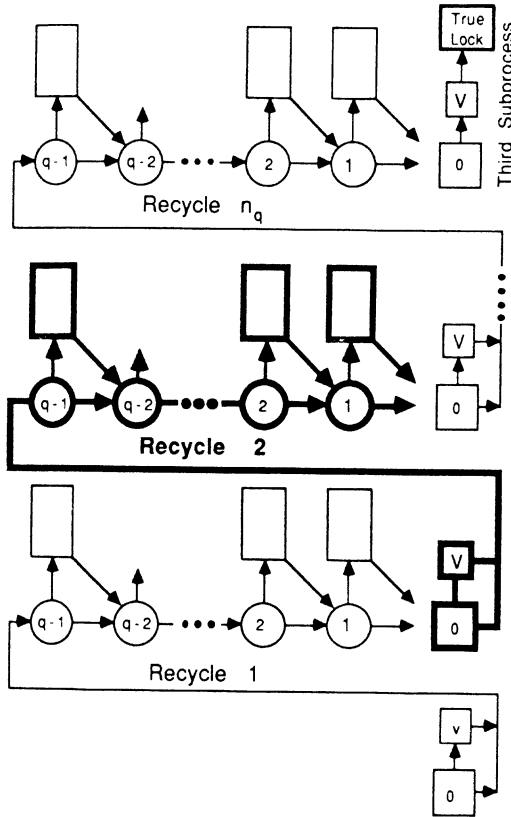 True
Lock
V
0
Third Subprocess
q-1
q-2
2
1
Recycle n_q
V
0
q-1
q-2
2
1
Recycle 2
V
0
q-1
q-2
2
1
Recycle 1
v
0